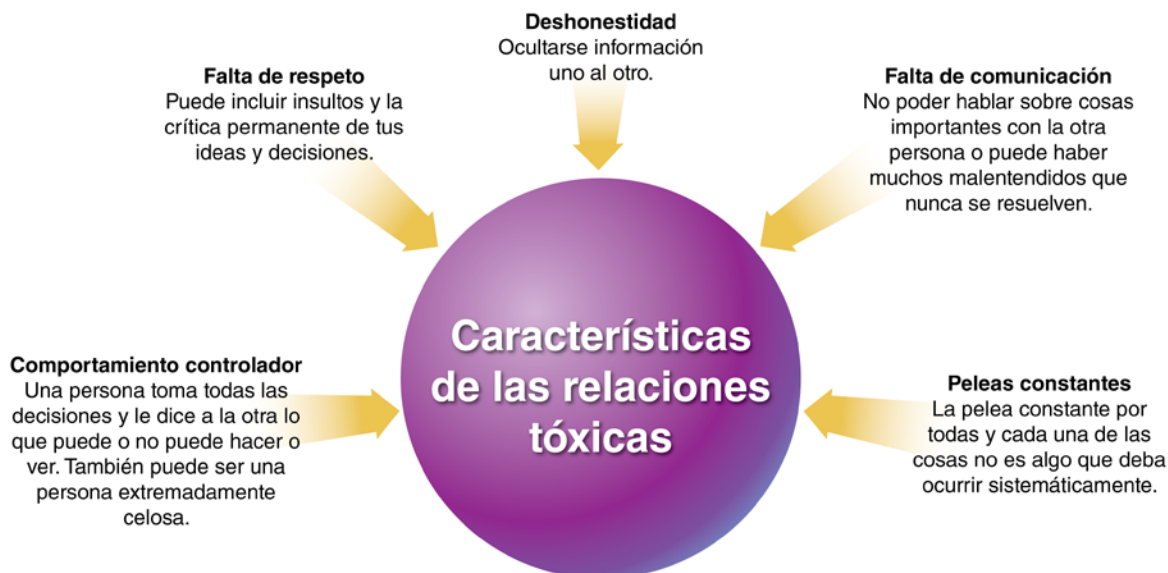 Deshonestidad
Ocultarse información
uno al otro.
Falta de respeto
Puede incluir insultos y la
crítica permanente de tus
ideas y decisiones.
Falta de comunicación
No poder hablar sobre cosas
importantes con la otra
persona o puede haber
muchos malentendidos que
nunca se resuelven.
Característícas
de las relaciones
tóxicas
Comportamiento controlador
Una persona toma todas las
decisiones y le dice a la otra lo
que puede o no puede hacer o
ver. También puede ser una
persona extremadamente
celosa.
Peleas constantes
La pelea constante por
todas y cada una de las
cosas no es algo que deba
ocurrir sistemáticamente.